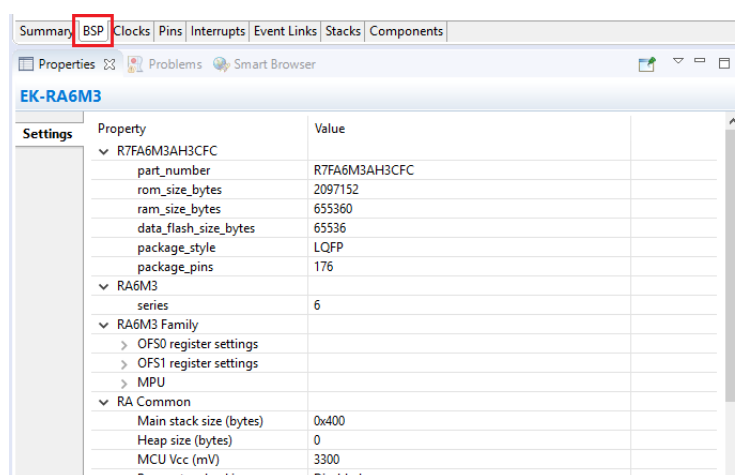 Summary BSP Clocks Pins Interrupts Event Links Stacks Components
Properties Problems Smart Browser
EK-RA6M3
Settings
Property Value
R7FA6M3AH3CFC
part_number R7FA6M3AH3CFC
rom_size_bytes 2097152
ram_size_bytes 655360
data_flash_size_bytes 65536
package_style LQFP
package_pins 176
RA6M3
series 6
RA6M3 Family
OFS0 register settings
OFS1 register settings
MPU
RA Common
Main stack size (bytes) 0x400
Heap size (bytes) 0
MCU Vcc (mV) 3300